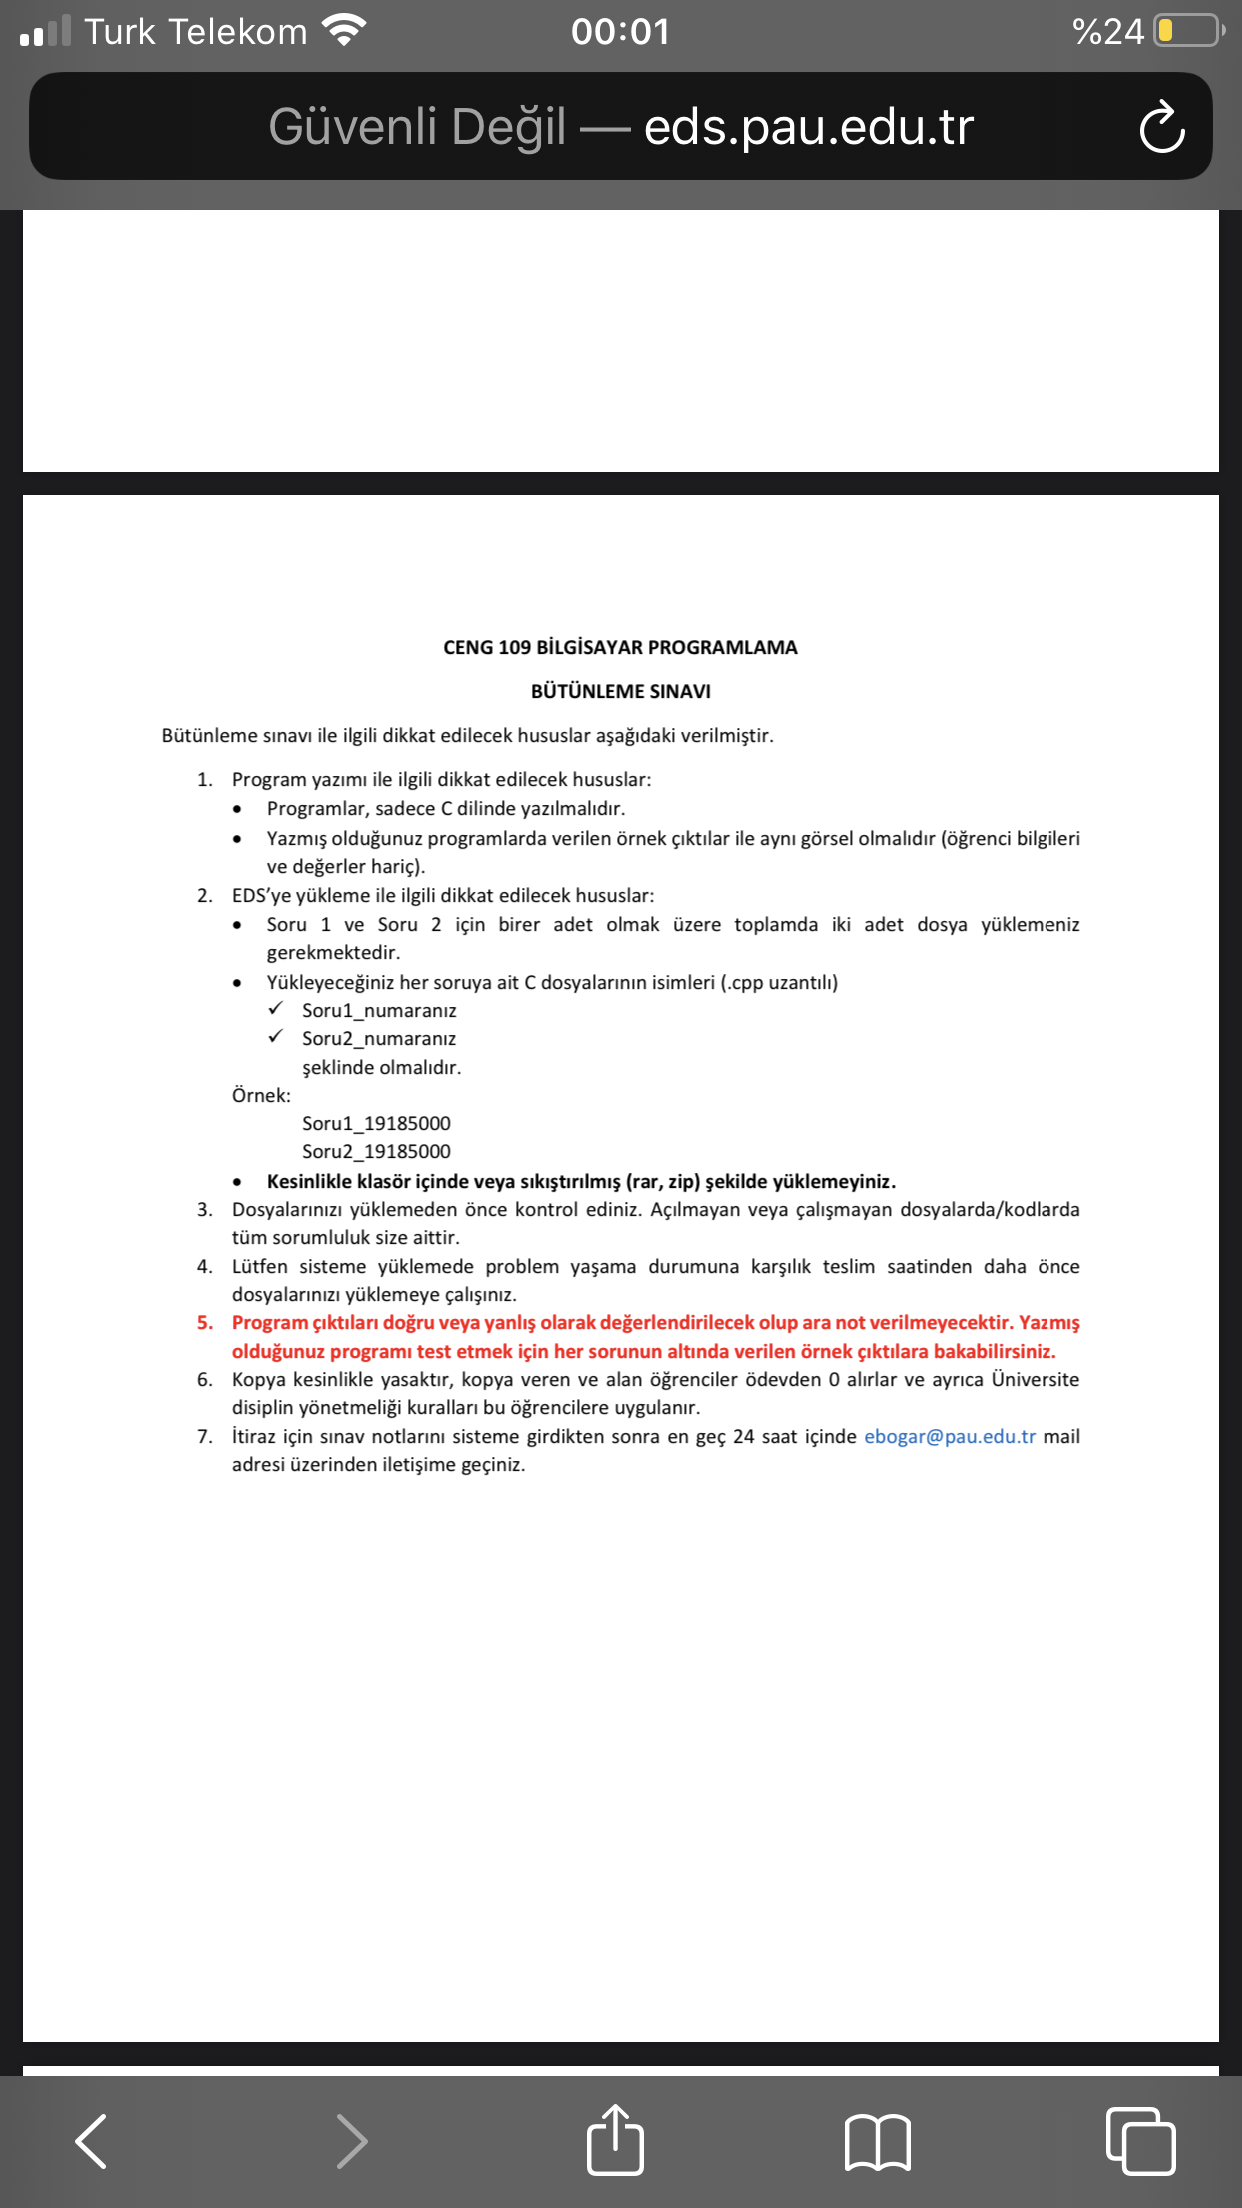 Turk Telekom
00:01
%24
Güvenli Değil — eds.pau.edu.tr
CENG 109 BİLGİSAYAR PROGRAMLAMA
BÜTÜNLEME SINAVI
Bütünleme sınavı ile ilgili dikkat edilecek hususlar aşağıdaki verilmiştir.
1. Program yazımı ile ilgili dikkat edilecek hususlar:
• Programlar, sadece C dilinde yazılmalıdır.
• Yazmış olduğunuz programlarda verilen örnek çıktılar ile aynı görsel olmalıdır (öğrenci bilgileri
ve değerler hariç).
2. EDS'ye yükleme ile ilgili dikkat edilecek hususlar:
• Soru 1 ve Soru 2 için birer adet olmak üzere toplamda iki adet dosya yüklemeniz
gerekmektedir.
• Yükleyeceğiniz her soruya ait C dosyalarının isimleri (.cpp uzantılı)
✓ Soru1_numaranız
✓ Soru2_numaranız
şeklinde olmalıdır.
Örnek:
Soru1_19185000
Soru2_19185000
• Kesinlikle klasör içinde veya sıkıştırılmış (rar, zip) şekilde yüklemeyiniz.
3. Dosyalarınızı yüklemeden önce kontrol ediniz. Açılmayan veya çalışmayan dosyalarda/kodlarda
tüm sorumluluk size aittir.
4. Lütfen sisteme yüklemede problem yaşama durumuna karşılık teslim saatinden daha önce
dosyalarınızı yüklemeye çalışınız.
5. Program çıktıları doğru veya yanlış olarak değerlendirilecek olup ara not verilmeyecektir. Yazmış
olduğunuz programı test etmek için her sorunun altında verilen örnek çıktılara bakabilirsiniz.
6. Kopya kesinlikle yasaktır, kopya veren ve alan öğrenciler ödevden 0 alırlar ve ayrıca Üniversite
disiplin yönetmeliği kuralları bu öğrencilere uygulanır.
7. İtiraz için sınav notlarını sisteme girdikten sonra en geç 24 saat içinde ebogar@pau.edu.tr mail
adresi üzerinden iletişime geçiniz.